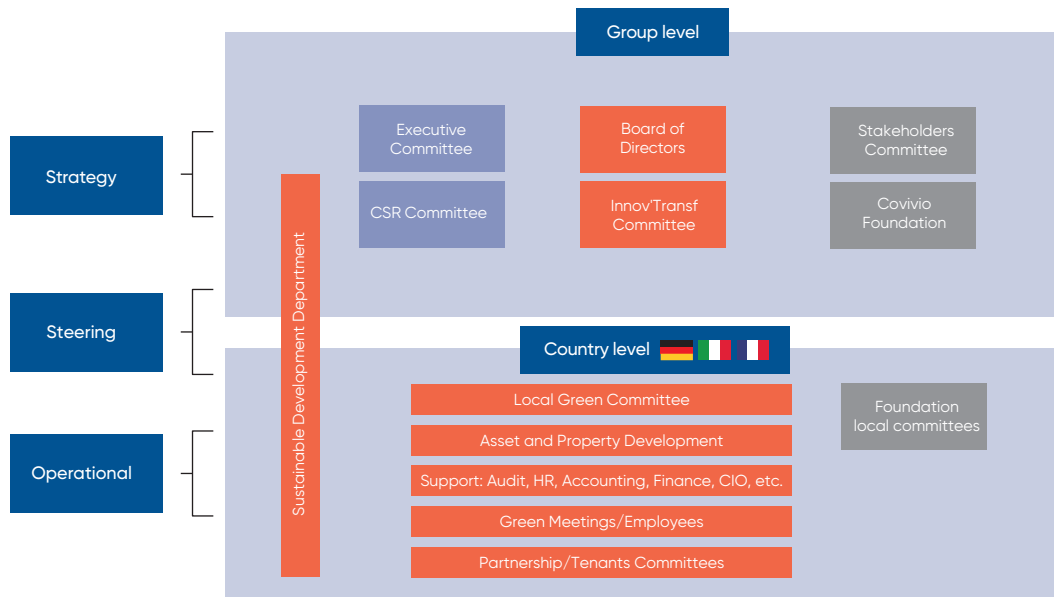 Group level
Strategy
Executive
Committee
Board of
Directors
Stakeholders
Committee
CSR Committee
Innov'Transf
Committee
Covivio
Foundation
Sustainable Development Department
Steering
Country level
Local Green Committee
Foundation
local committees
Asset and Property Development
Operational
Support: Audit, HR, Accounting, Finance, CIO, etc.
Green Meetings/Employees
Partnership/Tenants Committees